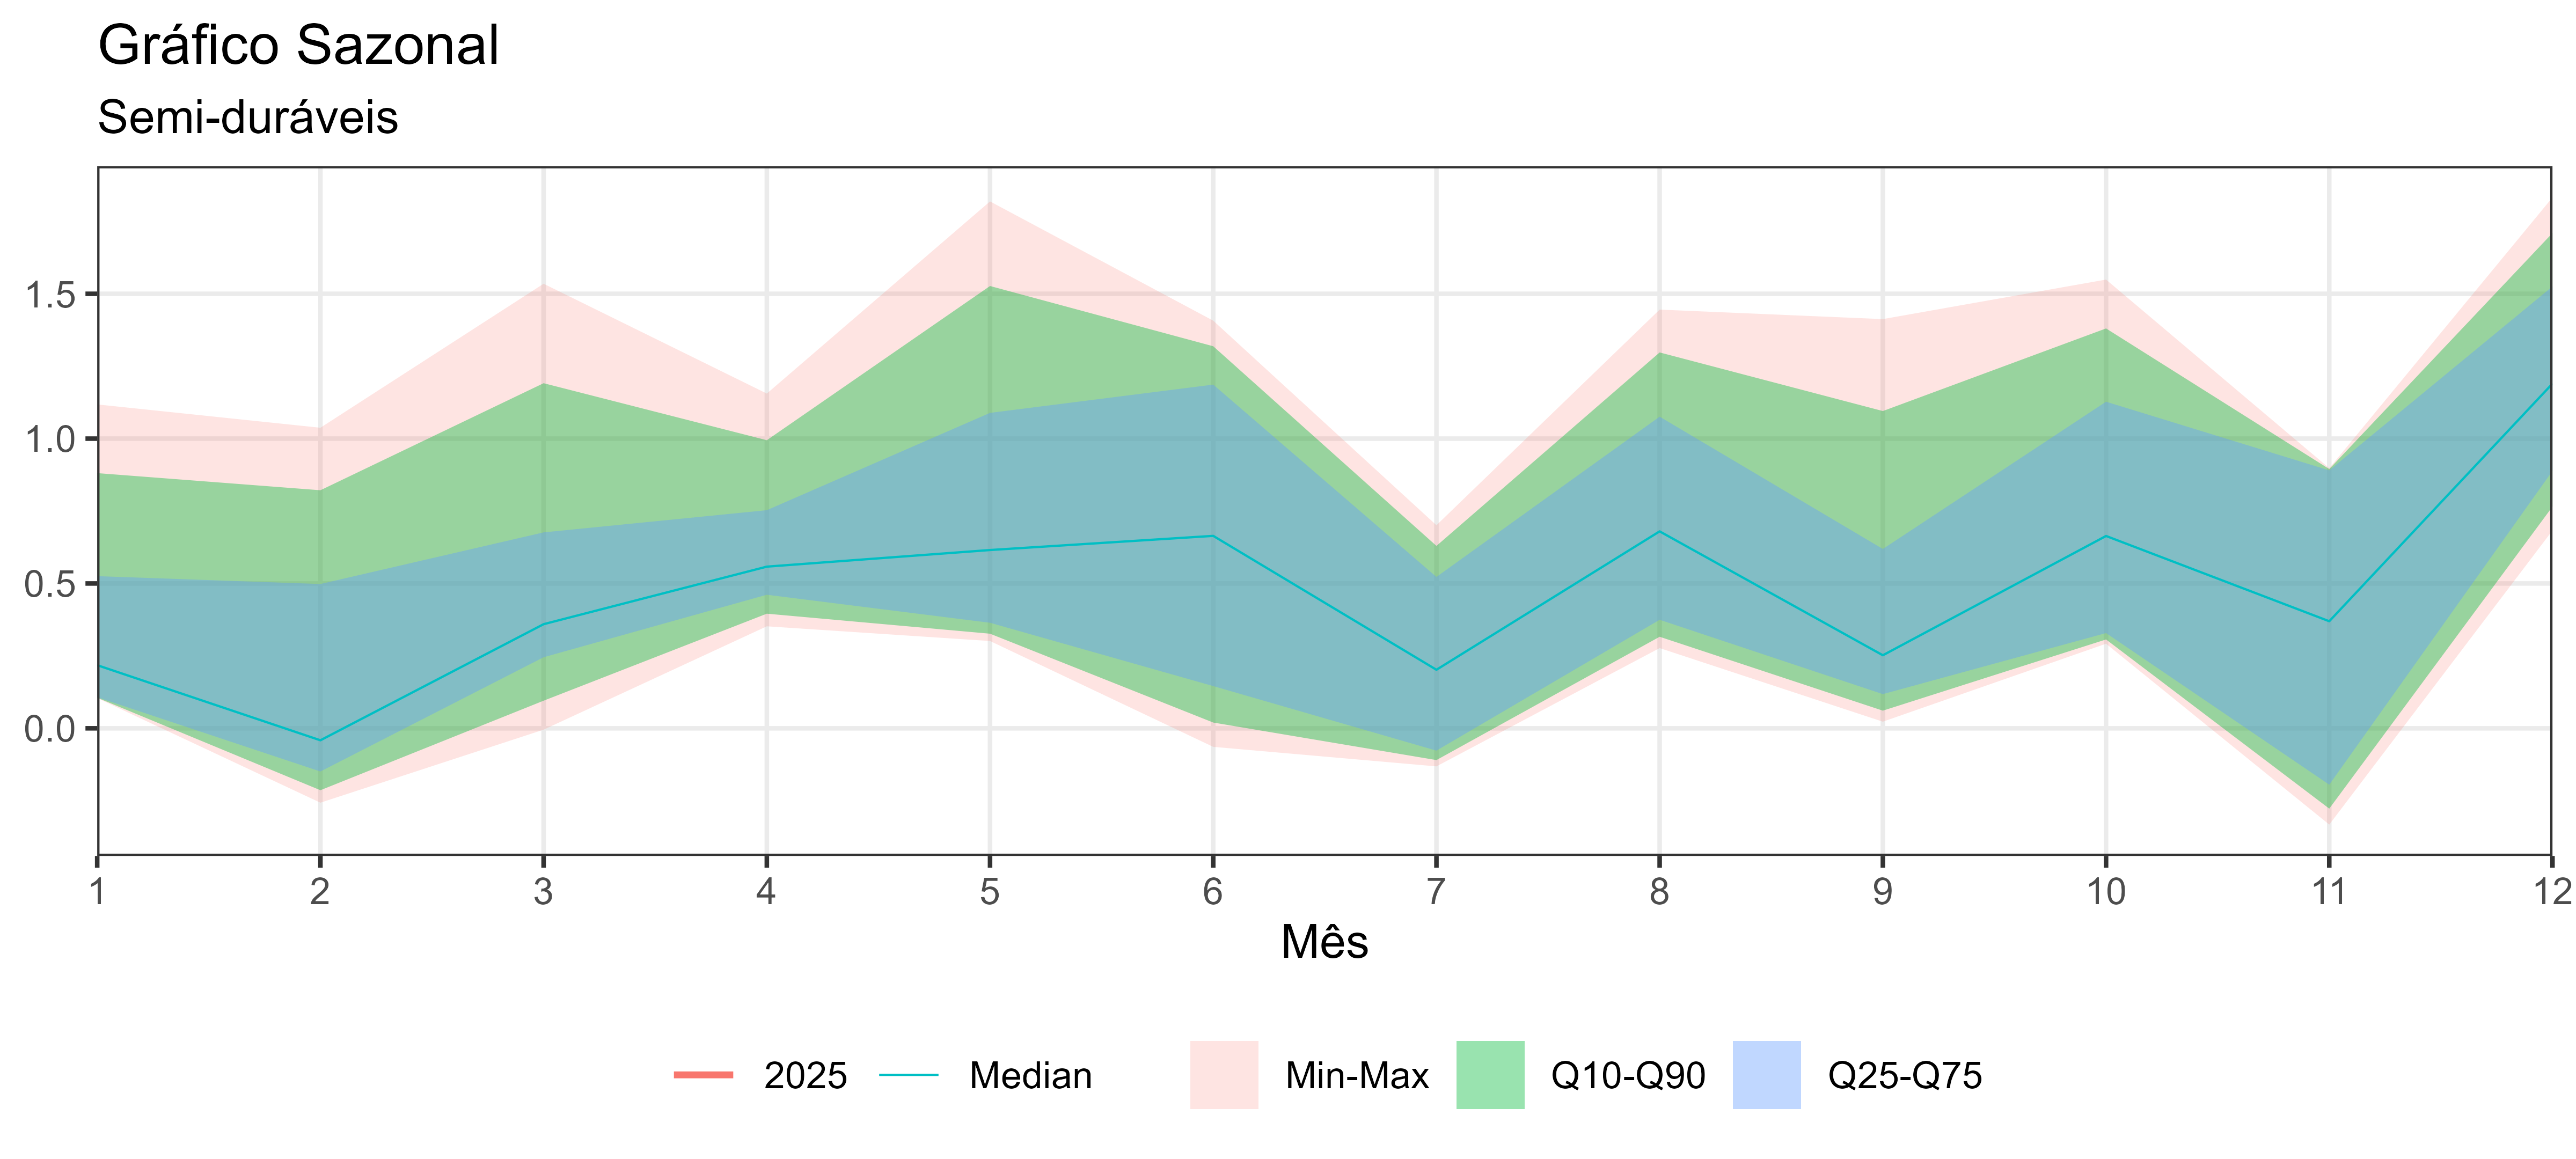 Gráfico Sazonal
Semi-duráveis
1.5
1.0
0.5
0.0
1 2 3 4 5 6 7 8 9 10 11 12
Mês
2025 Median Min-Max Q10-Q90 Q25-Q75